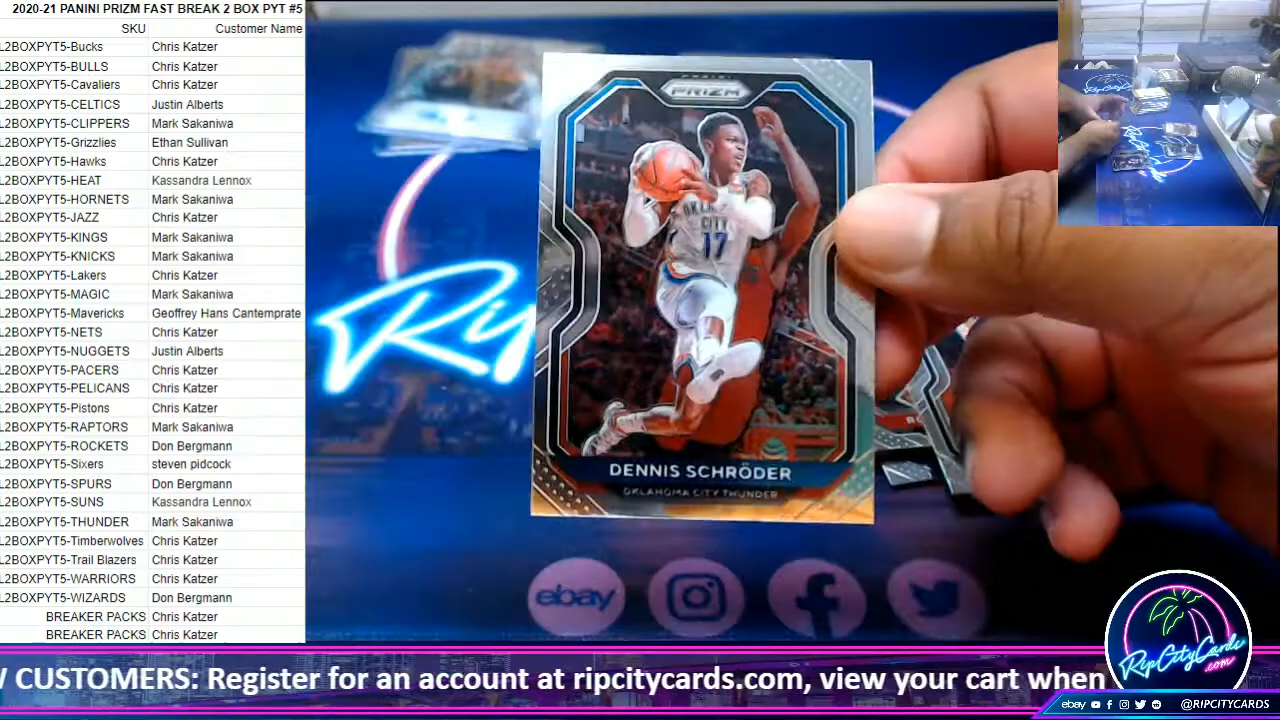 2020-21 PANINI PRIZM FAST BREAK 2 BOX PYT #5
SKU Customer Name
L2BOXPYT5-Bucks Chris Katzer
L2BOXPYT5-BULLS Chris Katzer
L2BOXPYT5-Cavaliers Chris Katzer
L2BOXPYT5-CELTICS Justin Alberts
L2BOXPYT5-CLIPPERS Mark Sakaniwa
L2BOXPYT5-Grizzlies Ethan Sullivan
L2BOXPYT5-Hawks Chris Katzer
L2BOXPYT5-HEAT Kassandra Lennox
L2BOXPYT5-HORNETS Mark Sakaniwa
L2BOXPYT5-JAZZ Chris Katzer
L2BOXPYT5-KINGS Mark Sakaniwa
L2BOXPYT5-KNICKS Mark Sakaniwa
L2BOXPYT5-Lakers Chris Katzer
L2BOXPYT5-MAGIC Mark Sakaniwa
L2BOXPYT5-Mavericks Geoffrey Hans Cantemprate
L2BOXPYT5-NETS Chris Katzer
L2BOXPYT5-NUGGETS Justin Alberts
L2BOXPYT5-PACERS Chris Katzer
L2BOXPYT5-PELICANS Chris Katzer
L2BOXPYT5-Pistons Chris Katzer
L2BOXPYT5-RAPTORS Mark Sakaniwa
L2BOXPYT5-ROCKETS Don Bergmann
L2BOXPYT5-Sixers steven pidcock
L2BOXPYT5-SPURS Don Bergmann
L2BOXPYT5-SUNS Kassandra Lennox
L2BOXPYT5-THUNDER Mark Sakaniwa
L2BOXPYT5-Timberwolves Chris Katzer
L2BOXPYT5-Trail Blazers Chris Katzer
L2BOXPYT5-WARRIORS Chris Katzer
L2BOXPYT5-WIZARDS Don Bergmann
BREAKER PACKS Chris Katzer
BREAKER PACKS Chris Katzer
PANINI
PRIZM
OKLAHOMA
CITY
17
AT&T
DENNIS SCHRÖDER
OKLAHOMA CITY THUNDER
ebay
CUSTOMERS: Register for an account at ripcitycards.com, view your cart when
RipCityCards
.com
ebay @RIPCITYCARDS